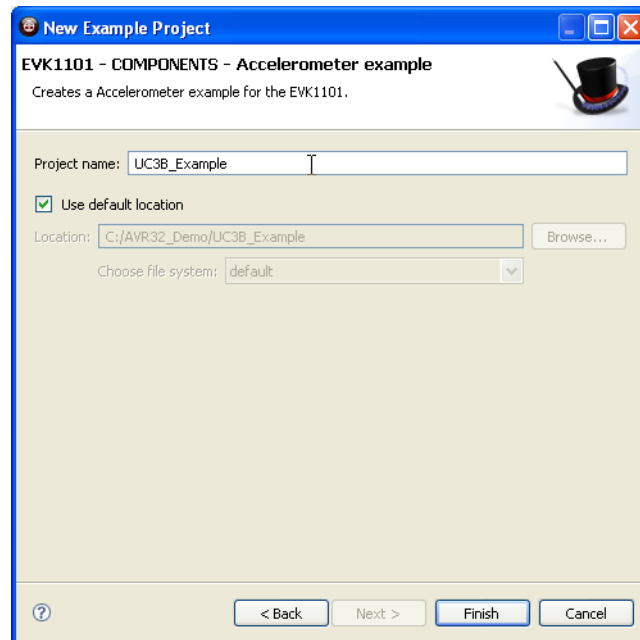 New Example Project
EVK1101 - COMPONENTS - Accelerometer example
Creates a Accelerometer example for the EVK1101.
Project name: UC3B_Example
Use default location
Location: C:/AVR32_Demo/UC3B_Example Browse...
Choose file system: default
< Back Next > Finish Cancel